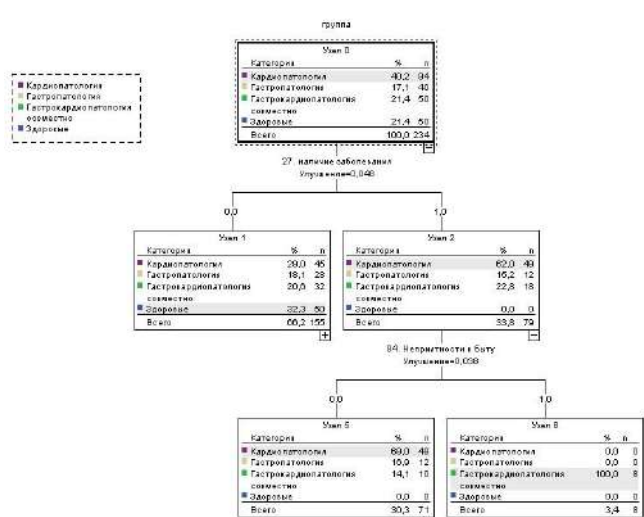 группа
Узел 0
Категория % n
Кардиопатология 40,2 94
Гастропатология 17,1 40
Гастрокардиопатология 21,4 50
совместно
Здоровые 21,4 50
Всего 100,0 234
Кардиопатология
Гастропатология
Гастрокардиопатология
совместно
Здоровые
27. наличие заболевания
Улучшение=0,046
0,0
1,0
Узел 1
Категория % n
Кардиопатология 29,0 45
Гастропатология 18,1 28
Гастрокардиопатология 20,6 32
совместно
Здоровые 32,3 50
Всего 66,2 155
Узел 2
Категория % n
Кардиопатология 62,0 49
Гастропатология 15,2 12
Гастрокардиопатология 22,8 18
совместно
Здоровые 0,0 0
Всего 33,8 79
84. Неприятности в быту
Улучшение=0,038
0,0
1,0
Узел 5
Категория % n
Кардиопатология 69,0 49
Гастропатология 16,9 12
Гастрокардиопатология 14,1 10
совместно
Здоровые 0,0 0
Всего 30,3 71
Узел 6
Категория % n
Кардиопатология 0,0 0
Гастропатология 0,0 0
Гастрокардиопатология 100,0 8
совместно
Здоровые 0,0 0
Всего 3,4 8